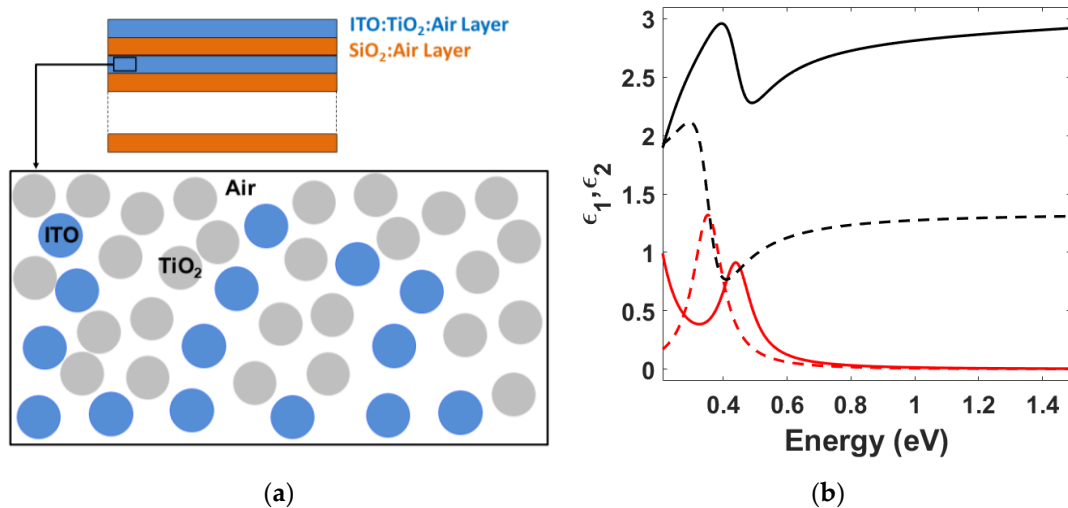 ITO:TiO₂:Air Layer
SiO₂:Air Layer
Air
ITO
TiO₂
(a)
3
2.5
2
1.5
1
0.5
0
ϵ₁,ϵ₂
0.4 0.6 0.8 1 1.2 1.4
Energy (eV)
(b)